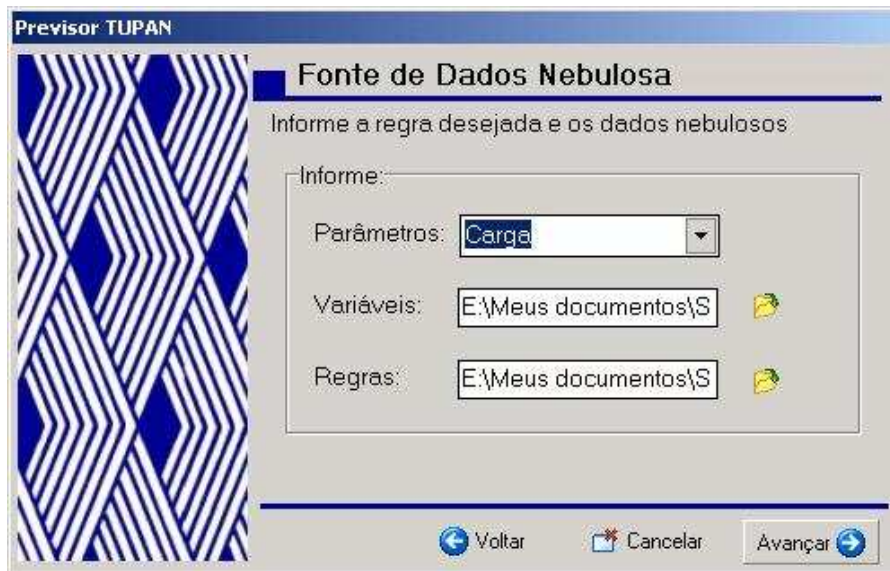 Previsor TUPAN
Fonte de Dados Nebulosa
Informe a regra desejada e os dados nebulosos
Informe:
Parâmetros: Carga
Variáveis: E:\Meus documentos\S
Regras: E:\Meus documentos\S
Voltar Cancelar Avançar